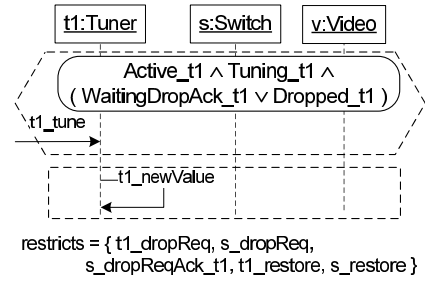 t1:Tuner s:Switch v:Video
Active_t1 ∧ Tuning_t1 ∧
( WaitingDropAck_t1 ∨ Dropped_t1 )
t1_tune
t1_newValue
restricts = { t1_dropReq, s_dropReq,
s_dropReqAck_t1, t1_restore, s_restore }